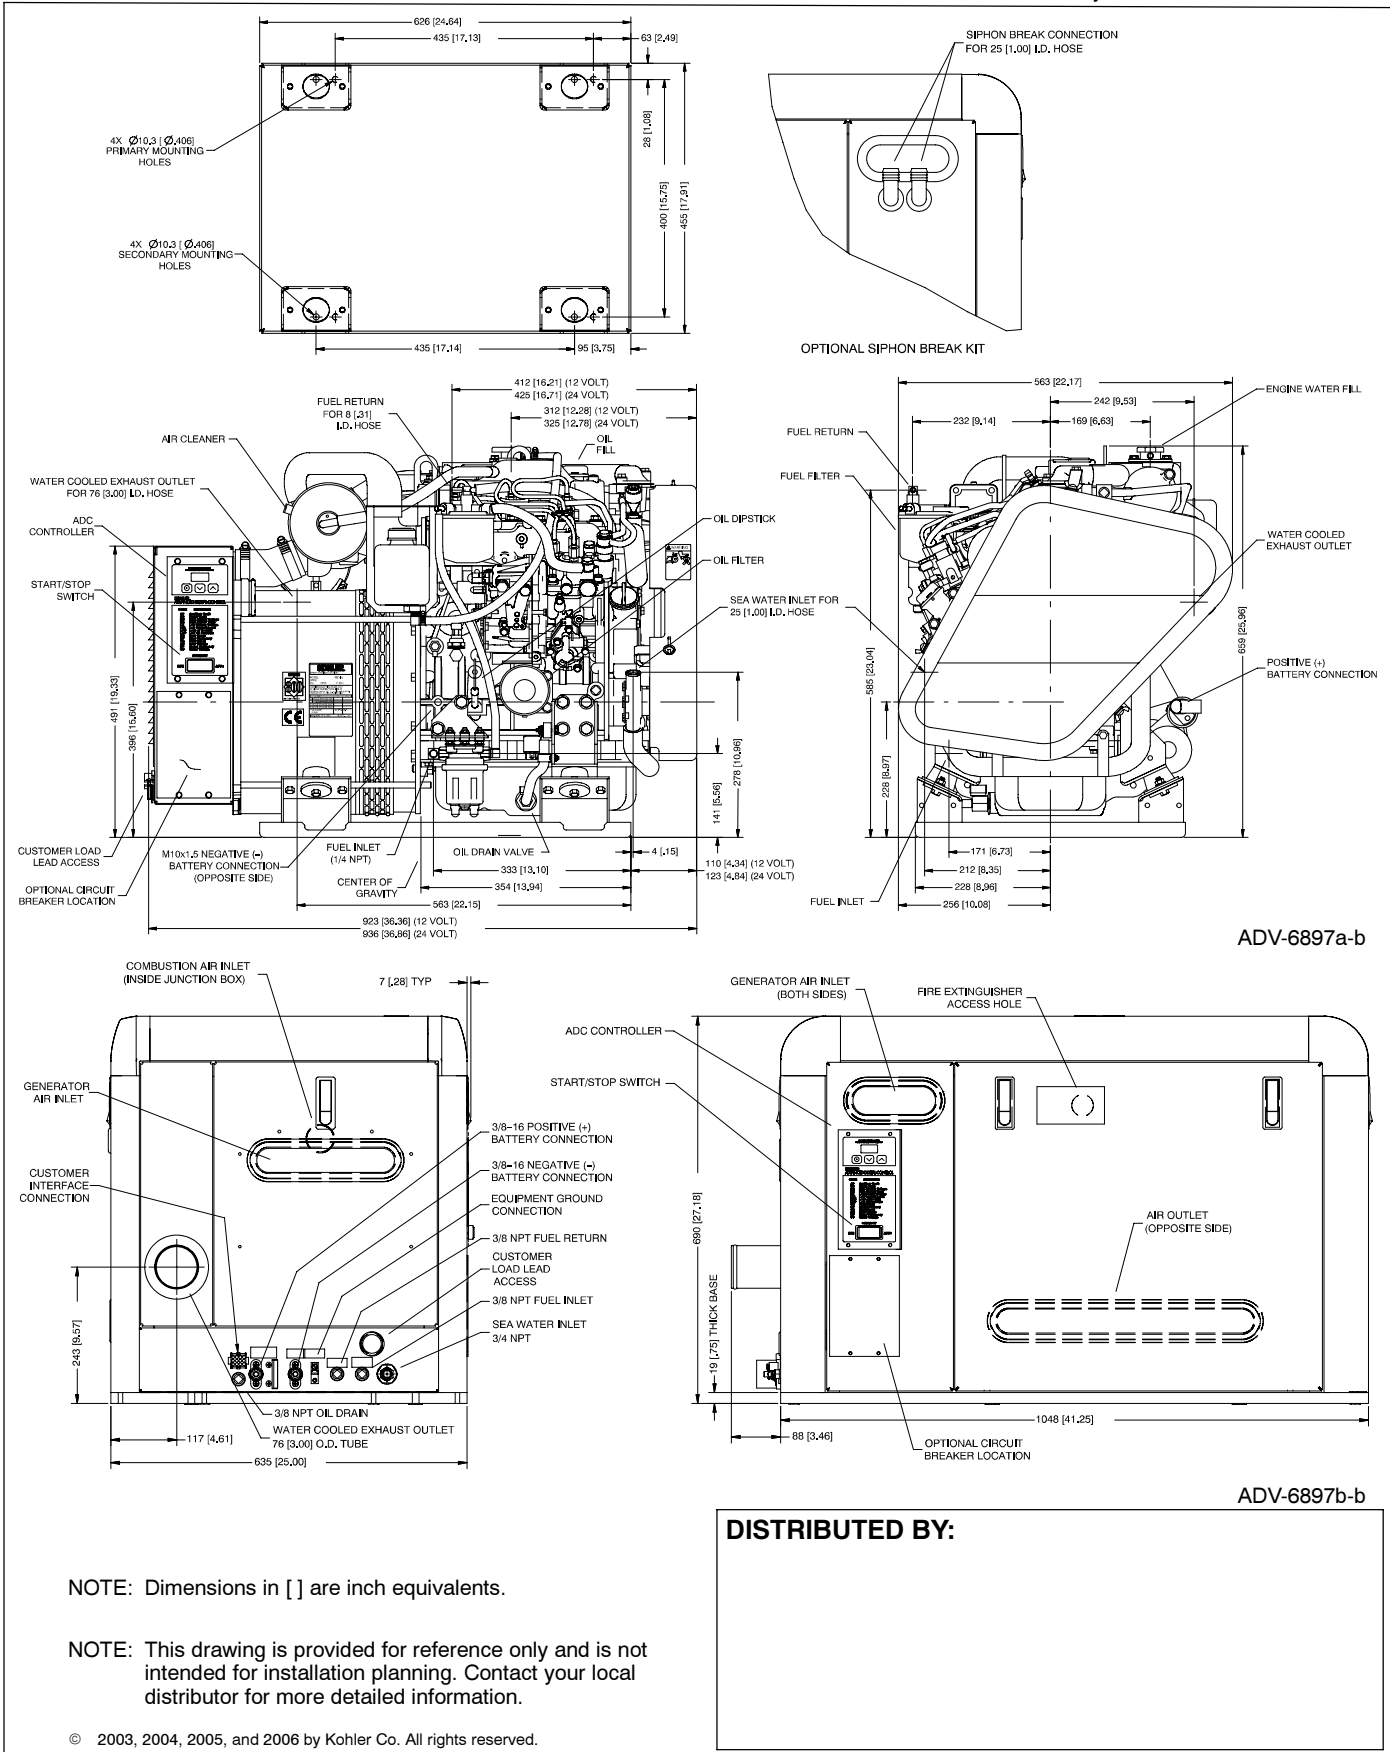 626 [24.64]
435 [17.13]
63 [2.49]
28 [1.08]
400 [15.75]
455 [17.91]
4X Ø10.3 [ Ø.406]
PRIMARY MOUNTING
HOLES
4X Ø10.3 [ Ø.406]
SECONDARY MOUNTING
HOLES
435 [17.14]
95 [3.75]
SIPHON BREAK CONNECTION
FOR 25 [1.00] I.D. HOSE
OPTIONAL SIPHON BREAK KIT
412 [16.21] (12 VOLT)
425 [16.71] (24 VOLT)
312 [12.28] (12 VOLT)
325 [12.78] (24 VOLT)
FUEL RETURN
FOR 8 [.31]
I.D. HOSE
OIL
FILL
AIR CLEANER
WATER COOLED EXHAUST OUTLET
FOR 76 [3.00] I.D. HOSE
ADC
CONTROLLER
START/STOP
SWITCH
OIL DIPSTICK
OIL FILTER
SEA WATER INLET FOR
25 [1.00] I.D. HOSE
491 [19.33]
396 [15.60]
278 [10.96]
141 [5.56]
CUSTOMER LOAD
LEAD ACCESS
OPTIONAL CIRCUIT
BREAKER LOCATION
M10x1.5 NEGATIVE (-)
BATTERY CONNECTION
(OPPOSITE SIDE)
FUEL INLET
(1/4 NPT)
CENTER OF
GRAVITY
OIL DRAIN VALVE
4 [.15]
333 [13.10]
354 [13.94]
563 [22.15]
110 [4.34] (12 VOLT)
123 [4.84] (24 VOLT)
923 [36.36] (12 VOLT)
936 [36.86] (24 VOLT)
563 [22.17]
242 [9.53]
232 [9.14]
169 [6.63]
ENGINE WATER FILL
FUEL RETURN
FUEL FILTER
WATER COOLED
EXHAUST OUTLET
POSITIVE (+)
BATTERY CONNECTION
659 [25.96]
585 [23.04]
228 [8.97]
171 [6.73]
212 [8.35]
228 [8.96]
256 [10.08]
FUEL INLET
ADV-6897a-b
COMBUSTION AIR INLET
(INSIDE JUNCTION BOX)
7 [.28] TYP
GENERATOR
AIR INLET
CUSTOMER
INTERFACE
CONNECTION
3/8-16 POSITIVE (+)
BATTERY CONNECTION
3/8-16 NEGATIVE (-)
BATTERY CONNECTION
EQUIPMENT GROUND
CONNECTION
3/8 NPT FUEL RETURN
CUSTOMER
LOAD LEAD
ACCESS
3/8 NPT FUEL INLET
SEA WATER INLET
3/4 NPT
243 [9.57]
3/8 NPT OIL DRAIN
WATER COOLED EXHAUST OUTLET
76 [3.00] O.D. TUBE
117 [4.61]
635 [25.00]
GENERATOR AIR INLET
(BOTH SIDES)
FIRE EXTINGUISHER
ACCESS HOLE
ADC CONTROLLER
START/STOP SWITCH
AIR OUTLET
(OPPOSITE SIDE)
690 [27.18]
19 [.75] THICK BASE
1048 [41.25]
88 [3.46]
OPTIONAL CIRCUIT
BREAKER LOCATION
ADV-6897b-b
DISTRIBUTED BY:
NOTE: Dimensions in [ ] are inch equivalents.
NOTE: This drawing is provided for reference only and is not
intended for installation planning. Contact your local
distributor for more detailed information.
© 2003, 2004, 2005, and 2006 by Kohler Co. All rights reserved.